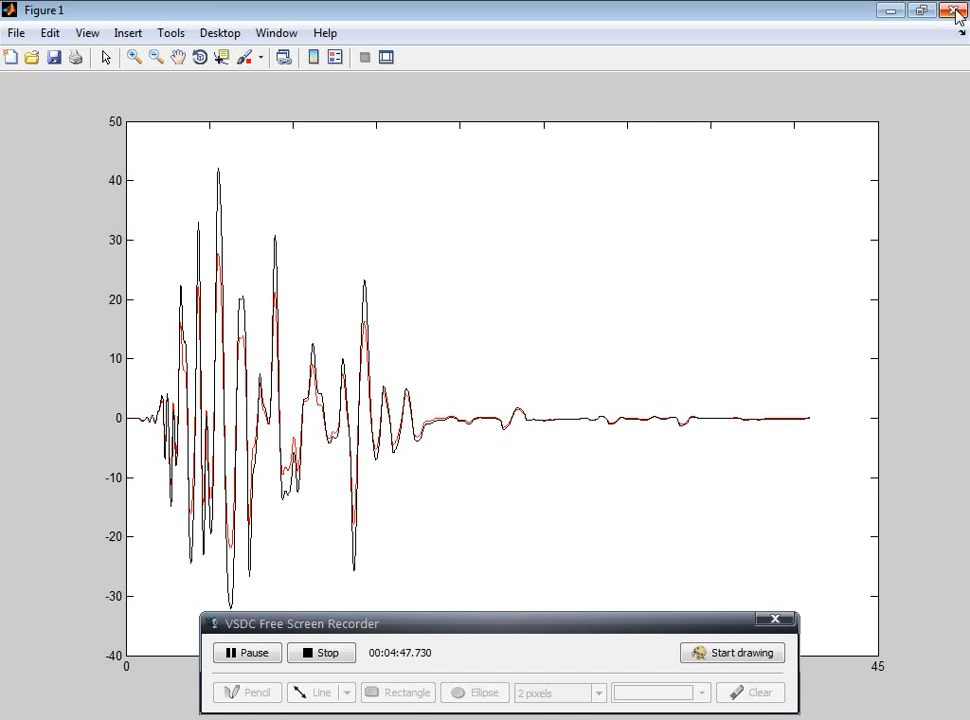 Figure 1
File Edit View Insert Tools Desktop Window Help
50
40
30
20
10
0
-10
-20
-30
-40
0
45
VSDC Free Screen Recorder
Pause Stop 00:04:47.730 Start drawing
Pencil Line Rectangle Ellipse 2 pixels Clear